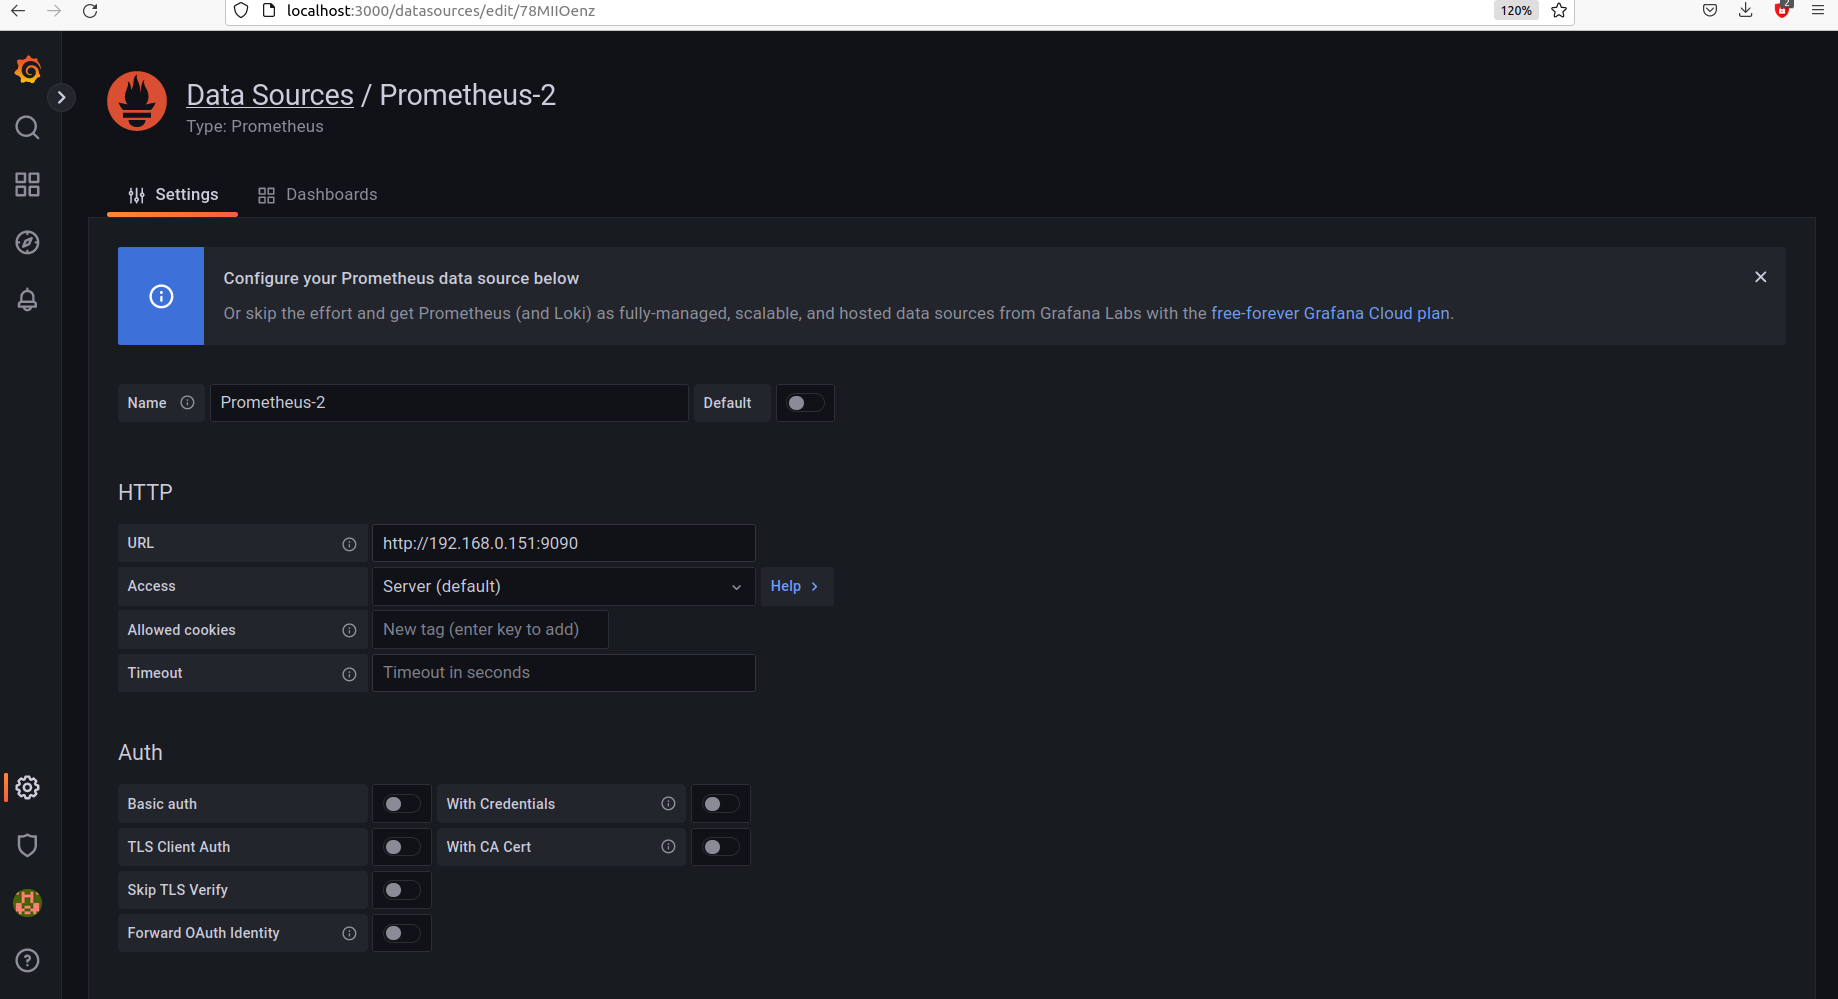 localhost:3000/datasources/edit/78MIIOenz
120%
2
Data Sources / Prometheus-2
Type: Prometheus
Settings
Dashboards
Configure your Prometheus data source below
Or skip the effort and get Prometheus (and Loki) as fully-managed, scalable, and hosted data sources from Grafana Labs with the free-forever Grafana Cloud plan.
Name
Prometheus-2
Default
HTTP
URL
http://192.168.0.151:9090
Access
Server (default)
Help
Allowed cookies
New tag (enter key to add)
Timeout
Timeout in seconds
Auth
Basic auth
With Credentials
TLS Client Auth
With CA Cert
Skip TLS Verify
Forward OAuth Identity